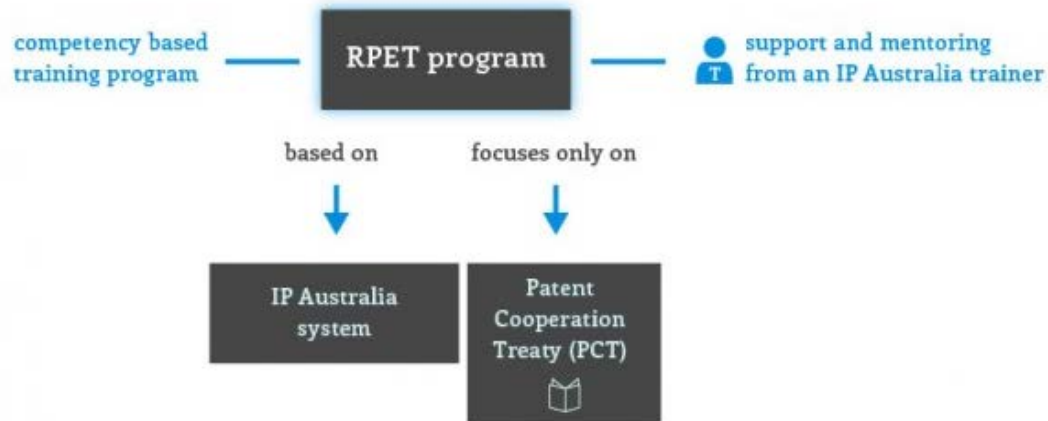 competency based
training program
RPET program
T
support and mentoring
from an IP Australia trainer
based on
focuses only on
IP Australia
system
Patent
Cooperation
Treaty (PCT)